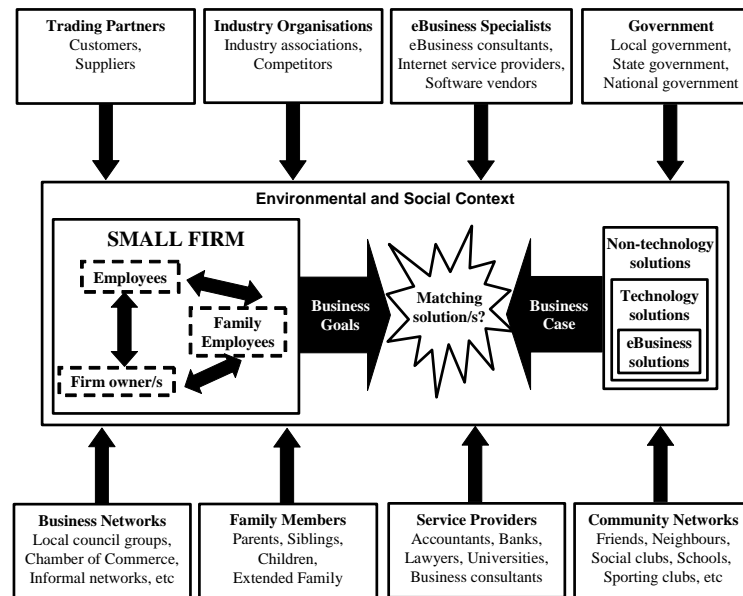 Trading Partners
Customers,
Suppliers
Industry Organisations
Industry associations,
Competitors
eBusiness Specialists
eBusiness consultants,
Internet service providers,
Software vendors
Government
Local government,
State government,
National government
Environmental and Social Context
SMALL FIRM
Employees
Family
Employees
Firm owner/s
Business
Goals
Matching
solution/s?
Business
Case
Non-technology
solutions
Technology
solutions
eBusiness
solutions
Business Networks
Local council groups,
Chamber of Commerce,
Informal networks, etc
Family Members
Parents, Siblings,
Children,
Extended Family
Service Providers
Accountants, Banks,
Lawyers, Universities,
Business consultants
Community Networks
Friends, Neighbours,
Social clubs, Schools,
Sporting clubs, etc